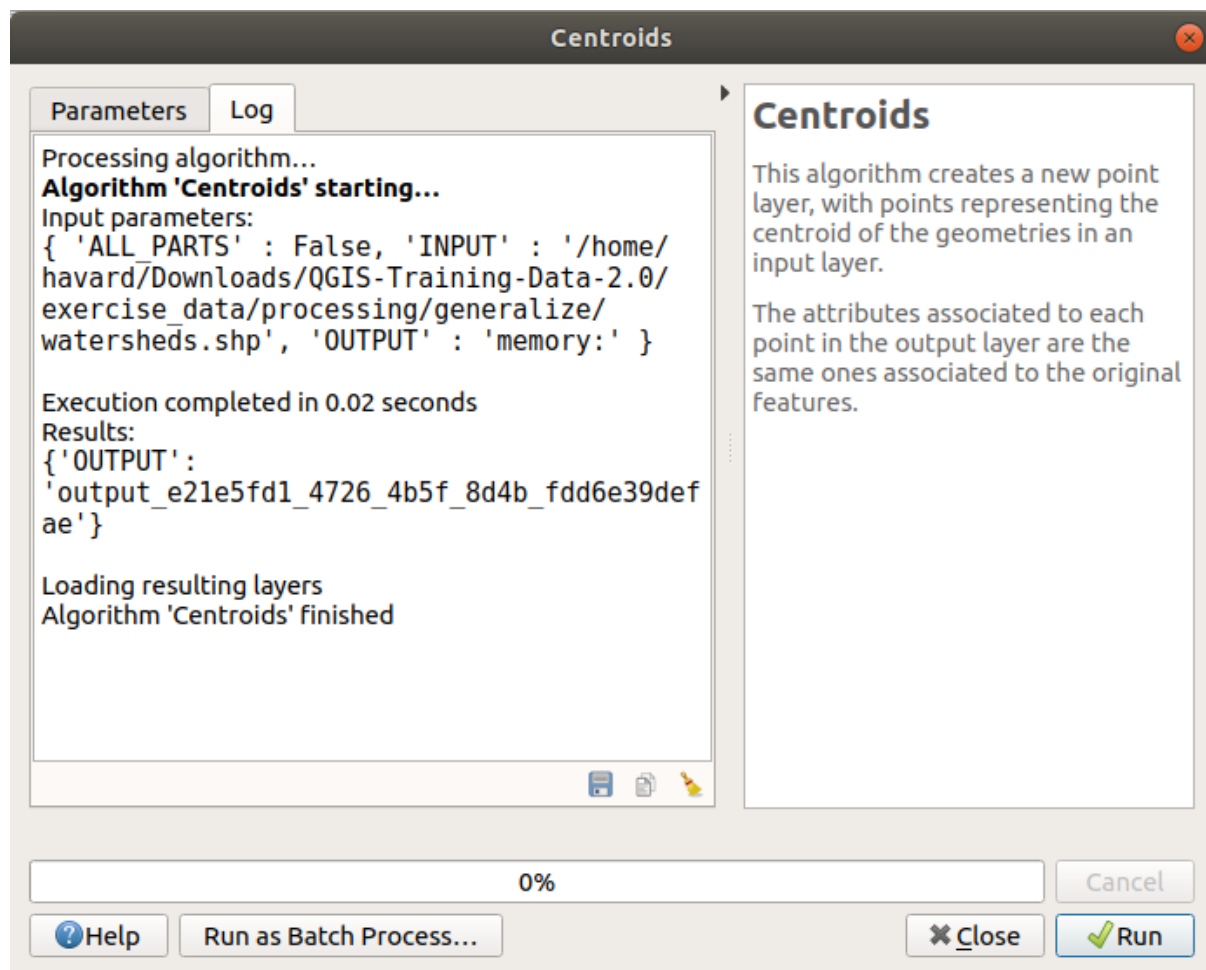 Centroids
Parameters
Log
Processing algorithm…
Algorithm 'Centroids' starting…
Input parameters:
{ 'ALL_PARTS' : False, 'INPUT' : '/home/
havard/Downloads/QGIS-Training-Data-2.0/
exercise_data/processing/generalize/
watersheds.shp', 'OUTPUT' : 'memory:' }
Execution completed in 0.02 seconds
Results:
{'OUTPUT':
'output_e21e5fd1_4726_4b5f_8d4b_fdd6e39def
ae'}
Loading resulting layers
Algorithm 'Centroids' finished
Centroids
This algorithm creates a new point
layer, with points representing the
centroid of the geometries in an
input layer.
The attributes associated to each
point in the output layer are the
same ones associated to the original
features.
0%
Cancel
Help
Run as Batch Process…
Close
Run